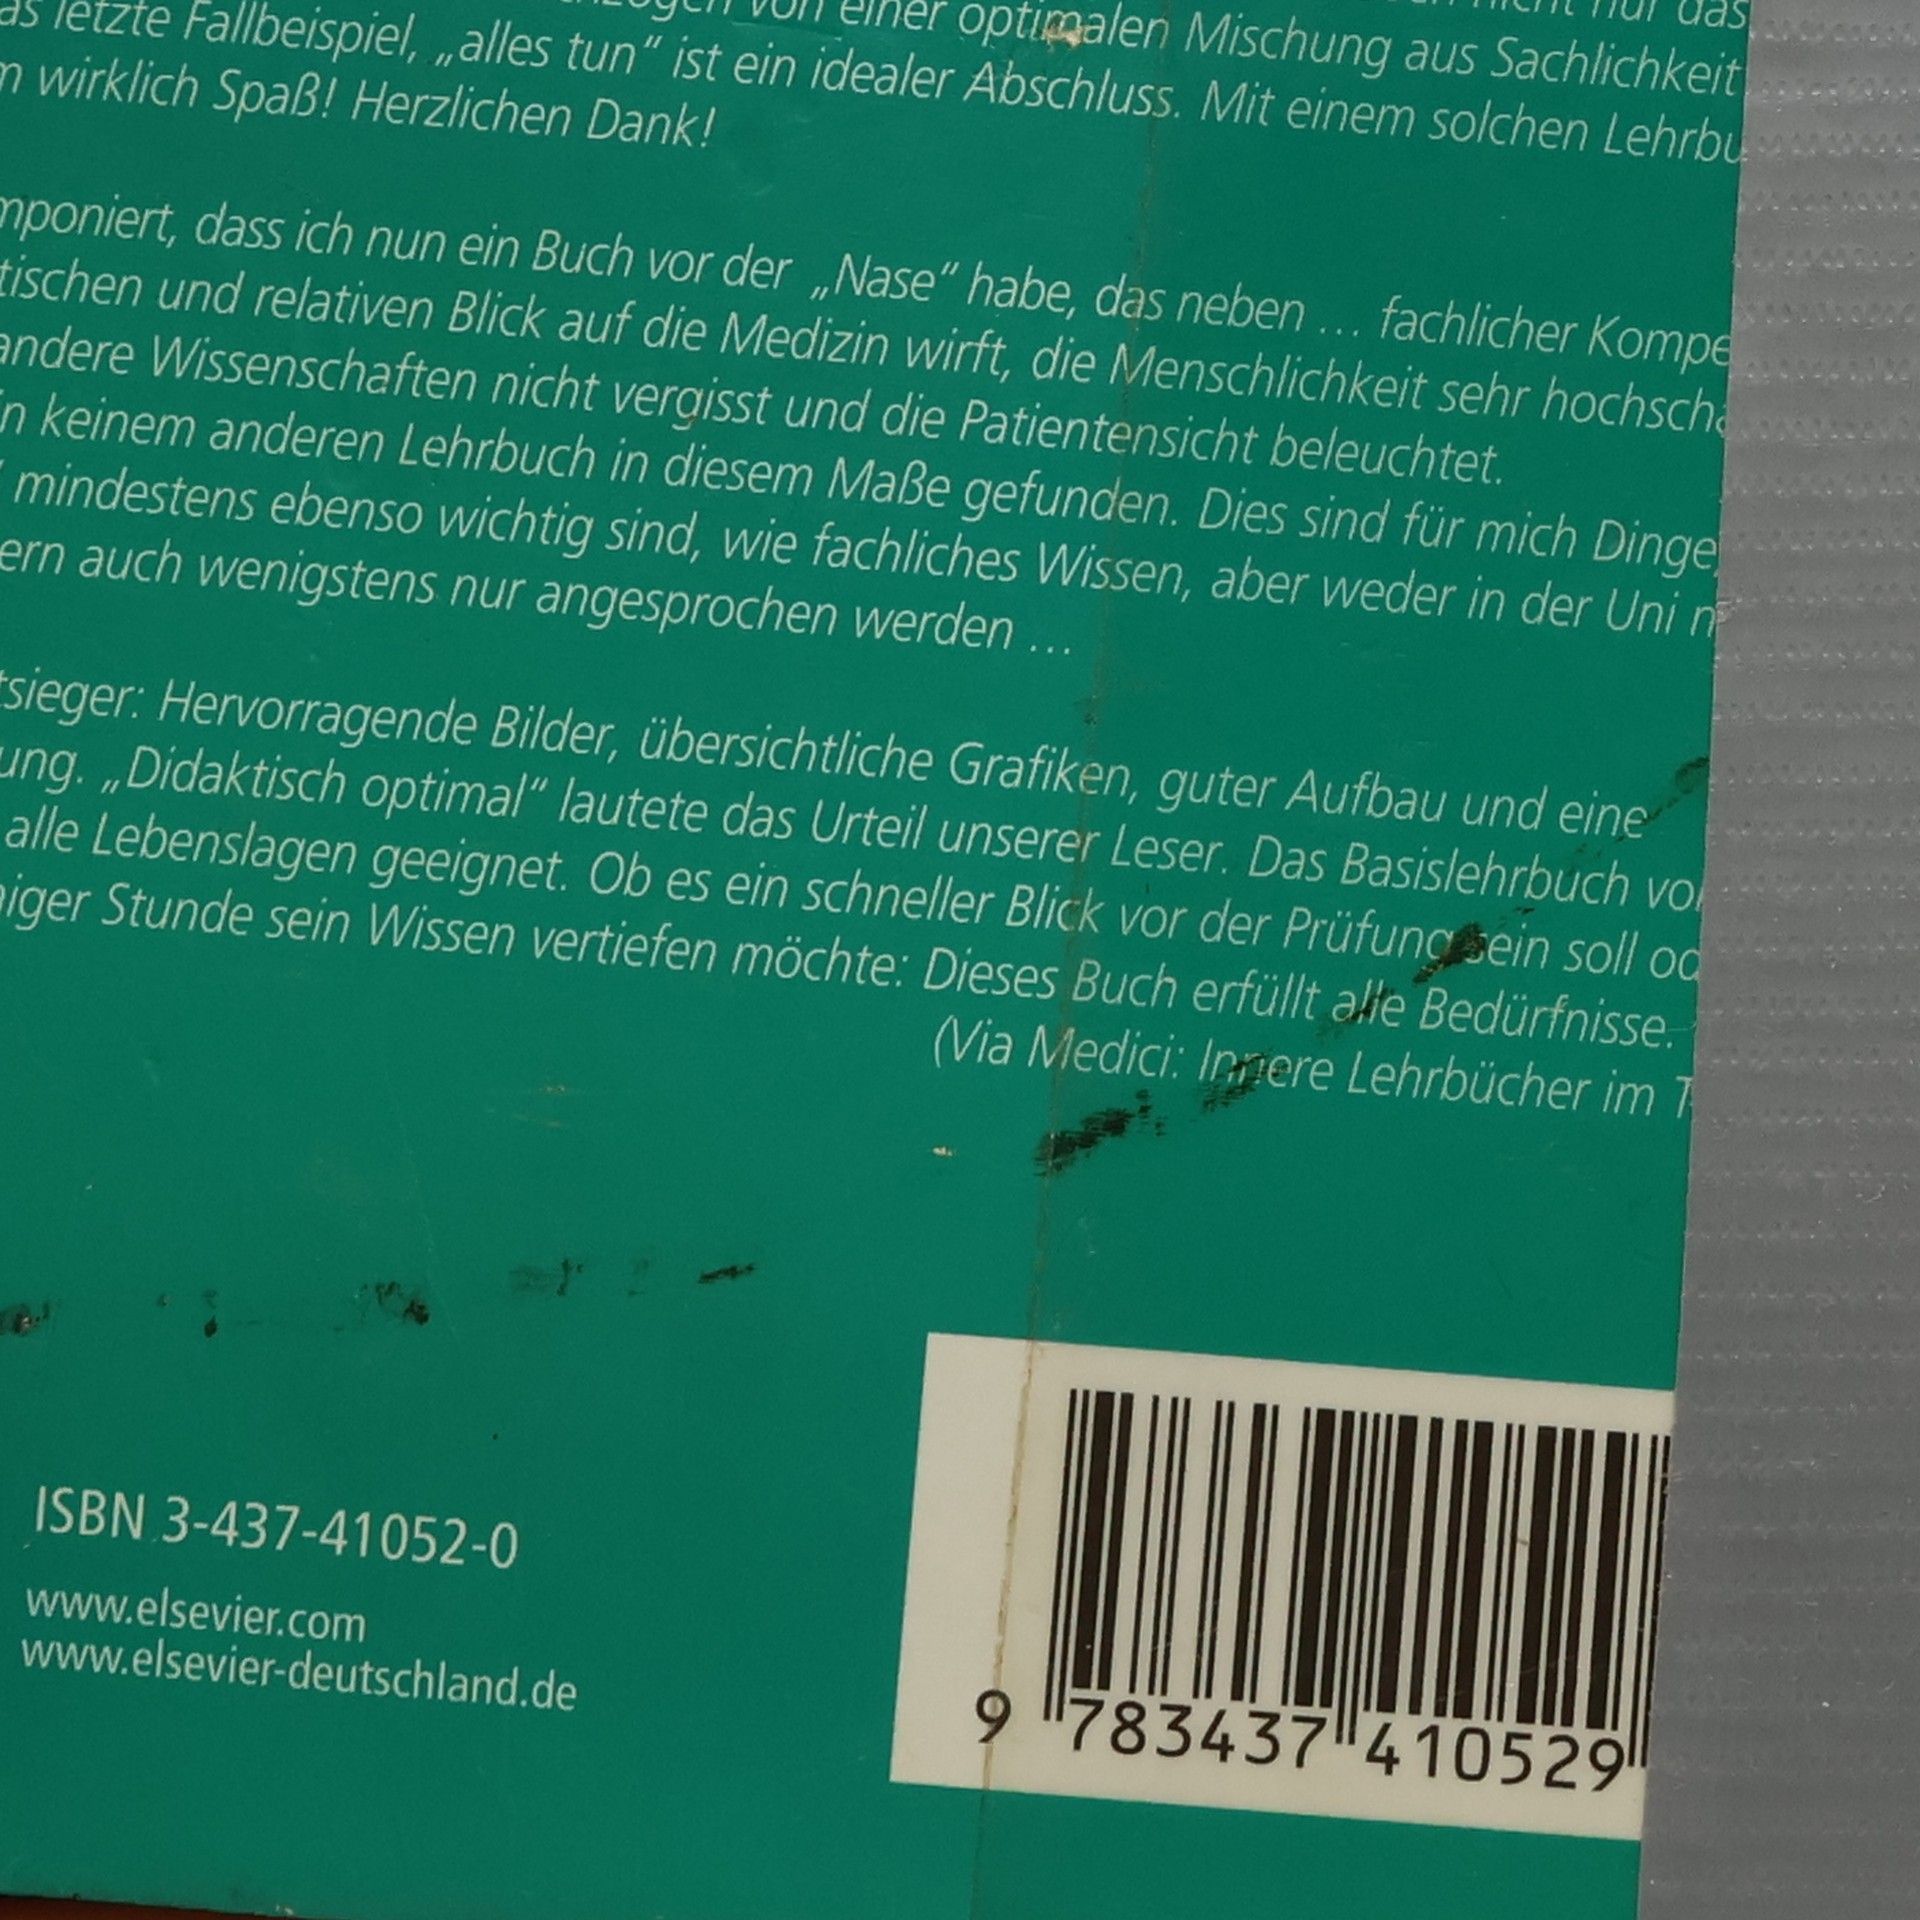 von einer optimalen Mischung aus Sachlichkeit
letzte Fallbeispiel, „alles tun“ ist ein idealer Abschluss. Mit einem solchen Lehrbu
wirklich Spaß! Herzlichen Dank!
mponiert, dass ich nun ein Buch vor der „Nase“ habe, das neben ... fachlicher Kompe
tischen und relativen Blick auf die Medizin wirft, die Menschlichkeit sehr hochsch
andere Wissenschaften nicht vergisst und die Patientensicht beleuchtet.
in keinem anderen Lehrbuch in diesem Maße gefunden. Dies sind für mich Dinge,
mindestens ebenso wichtig sind, wie fachliches Wissen, aber weder in der Uni n
ern auch wenigstens nur angesprochen werden ...
tsieger: Hervorragende Bilder, übersichtliche Grafiken, guter Aufbau und eine
ung. „Didaktisch optimal“ lautete das Urteil unserer Leser. Das Basislehrbuch vo
alle Lebenslagen geeignet. Ob es ein schneller Blick vor der Prüfung sein soll od
iger Stunde sein Wissen vertiefen möchte: Dieses Buch erfüllt alle Bedürfnisse.
(Via Medici: Innere Lehrbücher im T
ISBN 3-437-41052-0
www.elsevier.com
www.elsevier-deutschland.de
9 783437 410529